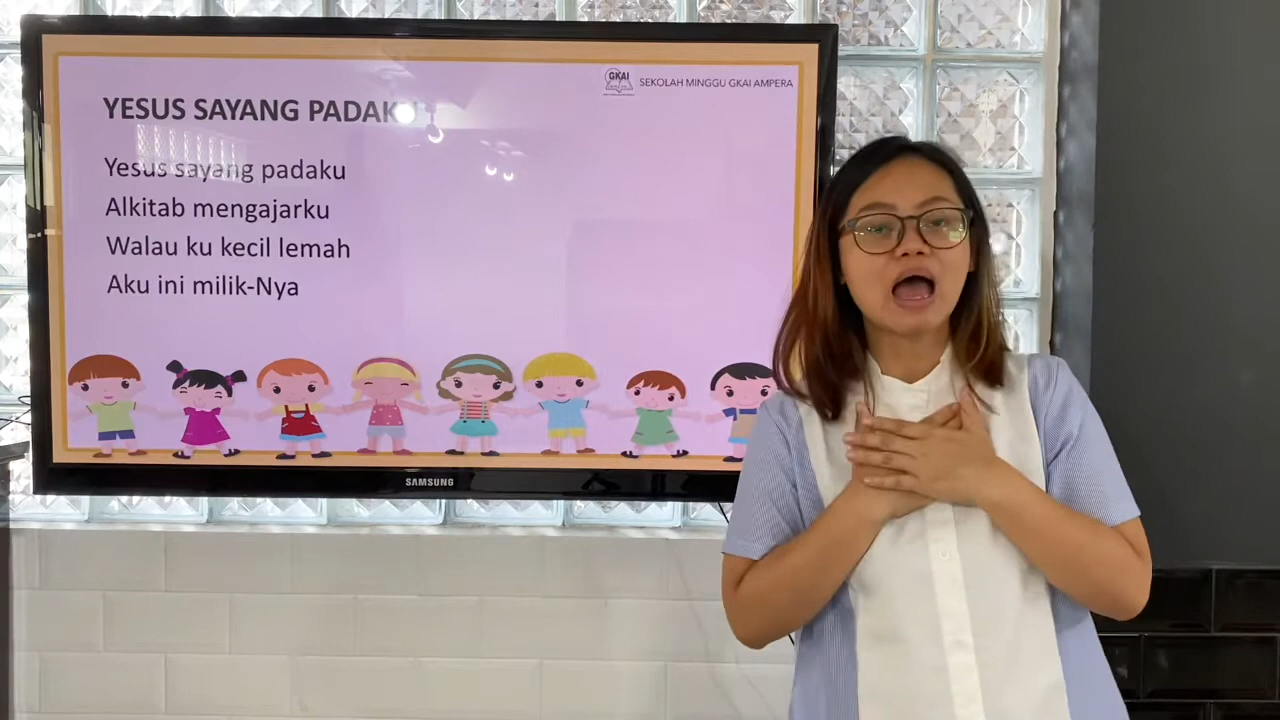 GKAI
SEKOLAH MINGGU GKAI AMPERA
YESUS SAYANG PADAKU
Yesus sayang padaku
Alkitab mengajarku
Walau ku kecil lemah
Aku ini milik-Nya
SAMSUNG